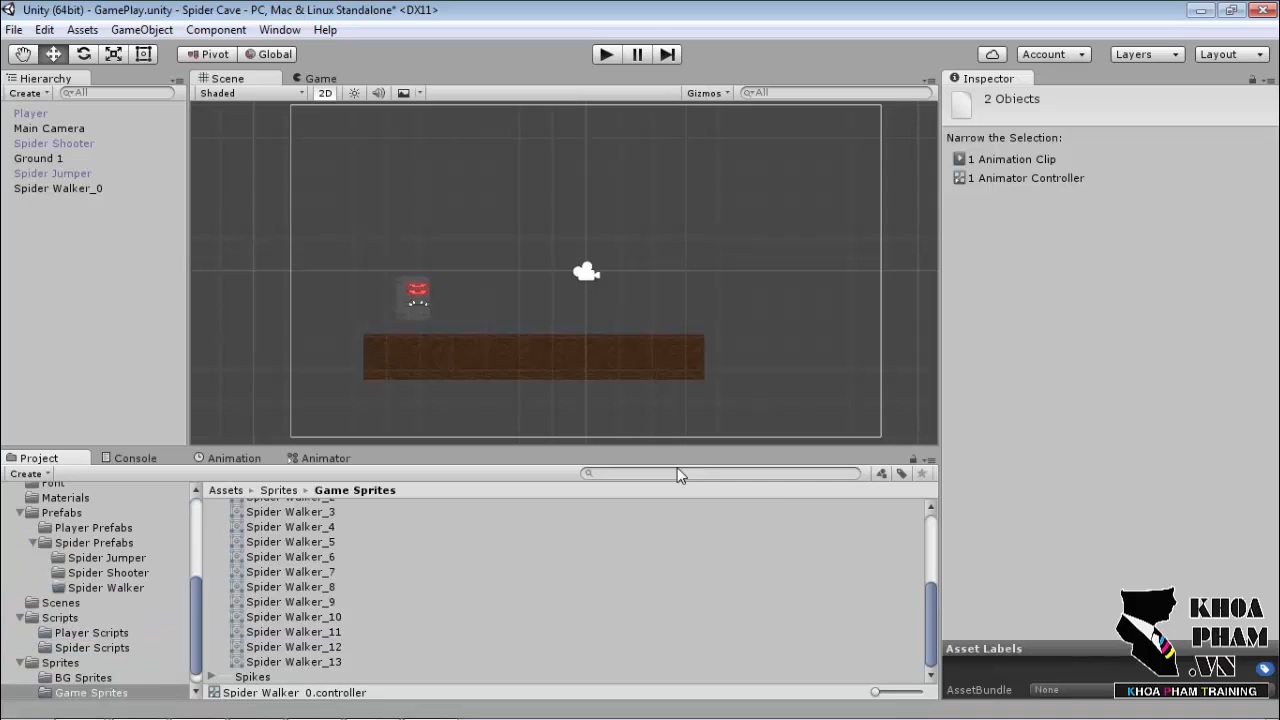 Unity (64bit) - GamePlay.unity - Spider Cave - PC, Mac & Linux Standalone* <DX11>
File Edit Assets GameObject Component Window Help
Pivot Global Account Layers Layout
Hierarchy Scene Game Inspector
Create All Shaded 2D Gizmos All 2 Objects
Player
Main Camera
Spider Shooter
Ground 1
Spider Jumper
Spider Walker_0
Narrow the Selection:
1 Animation Clip
1 Animator Controller
Project Console Animation Animator
Create
Assets Sprites Game Sprites
Font
Materials
Prefabs
Player Prefabs
Spider Prefabs
Spider Jumper
Spider Shooter
Spider Walker
Scenes
Scripts
Player Scripts
Spider Scripts
Sprites
BG Sprites
Game Sprites
Spider Walker_2
Spider Walker_3
Spider Walker_4
Spider Walker_5
Spider Walker_6
Spider Walker_7
Spider Walker_8
Spider Walker_9
Spider Walker_10
Spider Walker_11
Spider Walker_12
Spider Walker_13
Spikes
Spider Walker_0.controller
Asset Labels
AssetBundle None
KHOA
PHAM
.VN
KHOA PHAM TRAINING